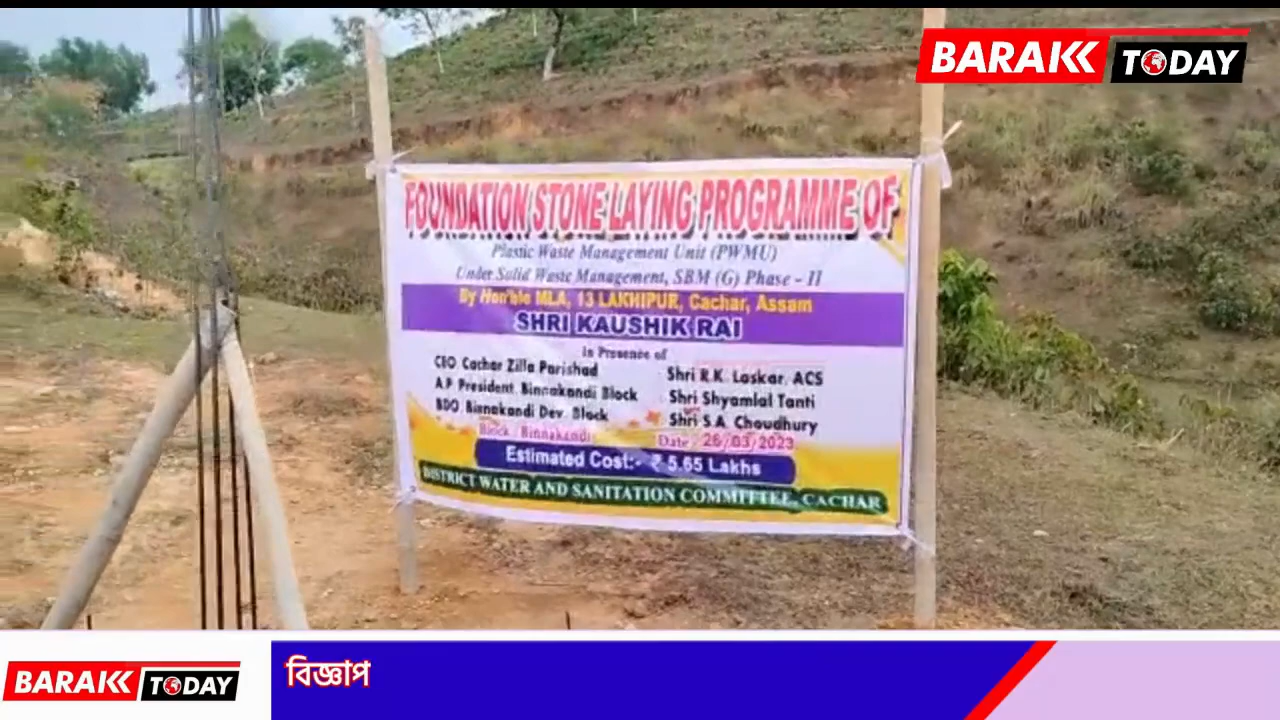 BARAK TODAY
FOUNDATION STONE LAYING PROGRAMME OF
Plastic Waste Management Unit (PWMU)
Under Solid Waste Management, SBM (G) Phase - II
By Hon'ble MLA, 13 LAKHIPUR, Cachar, Assam
SHRI KAUSHIK RAI
In Presence of
CEO Cachar Zilla Parishad : Shri R.K. Laskar, ACS
A.P President, Binnakandi Block : Shri Shyamlal Tanti
BDO, Binnakandi Dev. Block : Shri S.A. Choudhury
Block : Binnakandi Date : 26/03/2023
Estimated Cost:- ₹ 5.65 Lakhs
DISTRICT WATER AND SANITATION COMMITTEE, CACHAR
BARAK TODAY
বিজ্ঞাপ